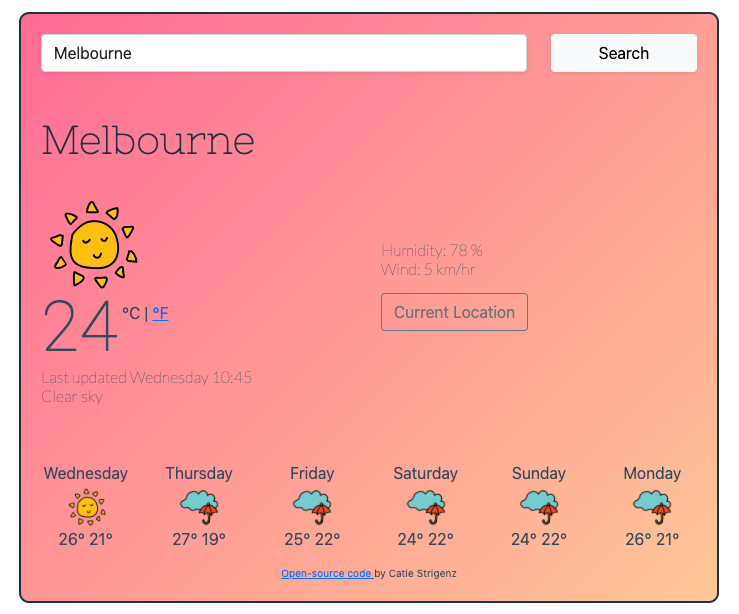 Melbourne
Search
Melbourne
Humidity: 78 %
Wind: 5 km/hr
Current Location
24 °C | °F
Last updated Wednesday 10:45
Clear sky
Wednesday Thursday Friday Saturday Sunday Monday
26° 21° 27° 19° 25° 22° 24° 22° 24° 22° 26° 21°
Open-source code by Catie Strigenz